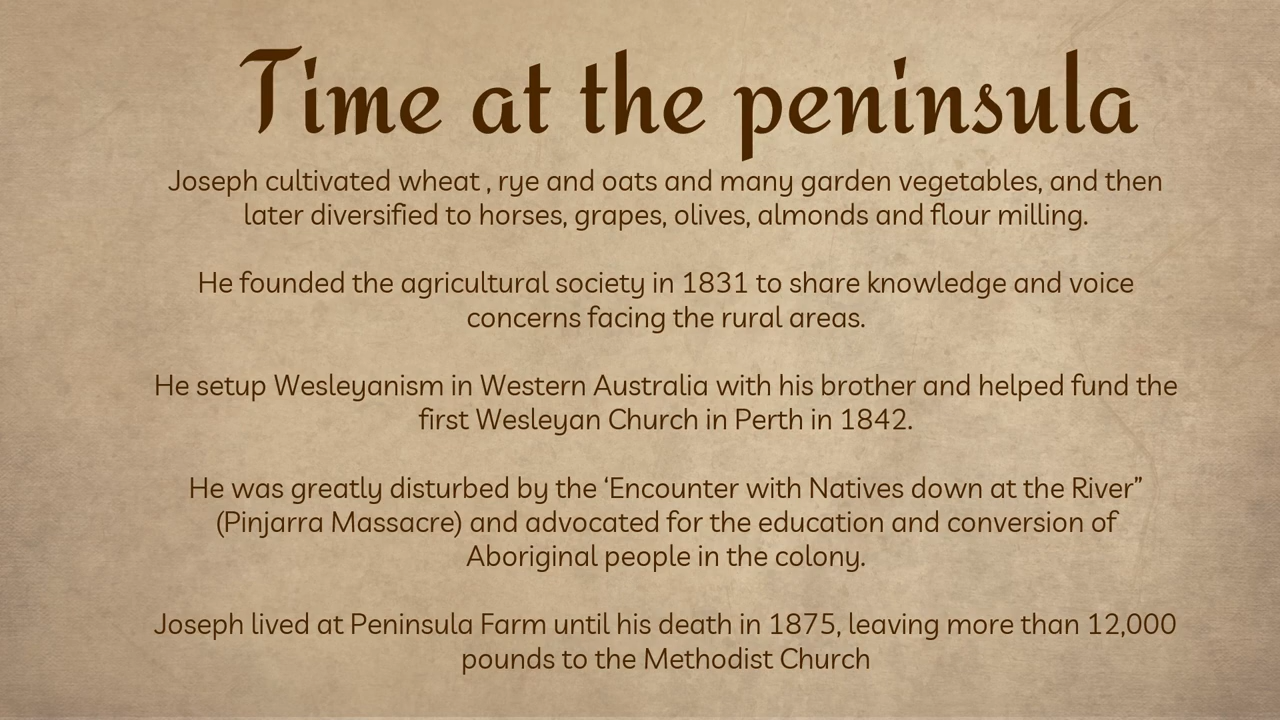 Time at the peninsula
Joseph cultivated wheat , rye and oats and many garden vegetables, and then
later diversified to horses, grapes, olives, almonds and flour milling.
He founded the agricultural society in 1831 to share knowledge and voice
concerns facing the rural areas.
He setup Wesleyanism in Western Australia with his brother and helped fund the
first Wesleyan Church in Perth in 1842.
He was greatly disturbed by the ‘Encounter with Natives down at the River”
(Pinjarra Massacre) and advocated for the education and conversion of
Aboriginal people in the colony.
Joseph lived at Peninsula Farm until his death in 1875, leaving more than 12,000
pounds to the Methodist Church